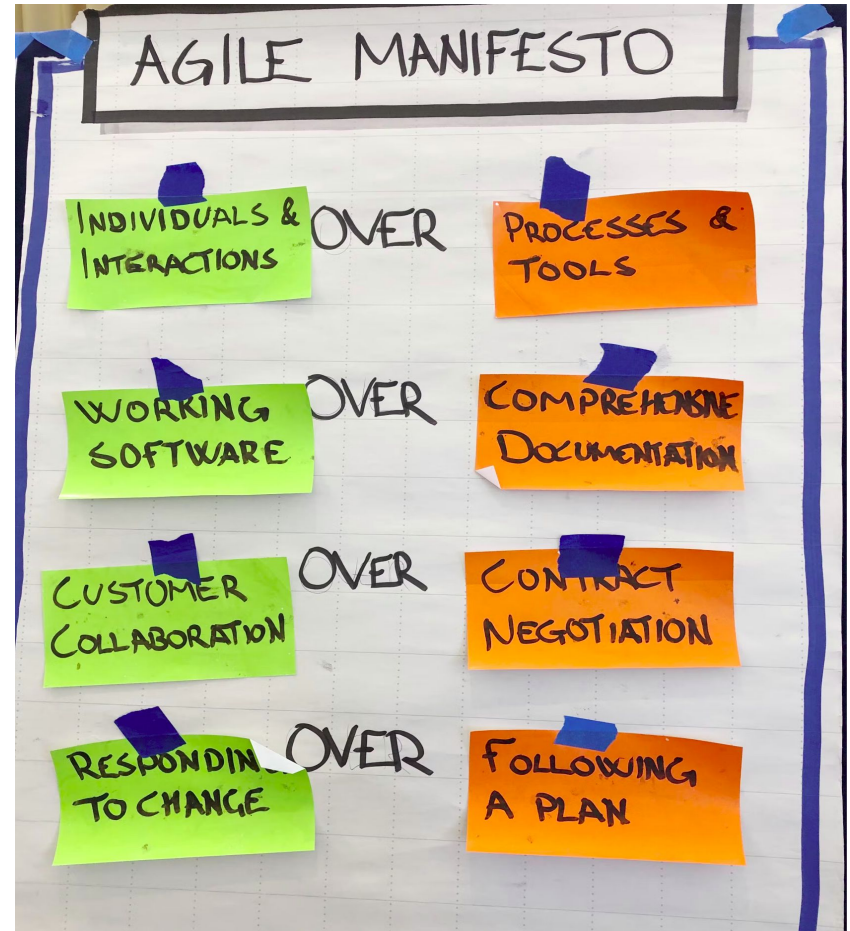 AGILE MANIFESTO
INDIVIDUALS &
INTERACTIONS
OVER
PROCESSES &
TOOLS
WORKING
SOFTWARE
OVER
COMPREHENSIVE
DOCUMENTATION
CUSTOMER
COLLABORATION
OVER
CONTRACT
NEGOTIATION
RESPONDIN
TO CHANGE
OVER
FOLLOWING
A PLAN